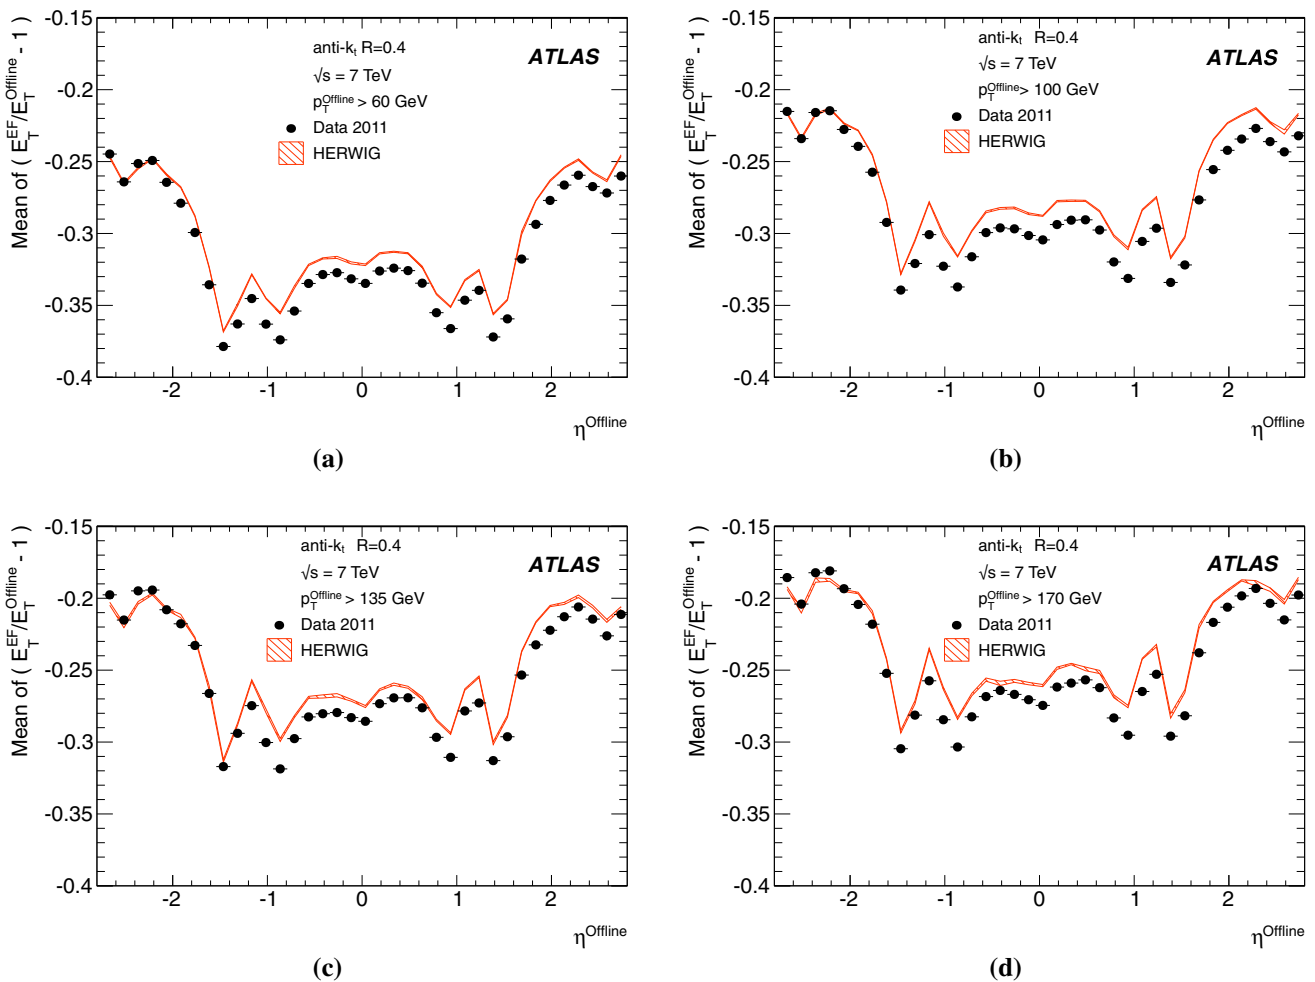 -0.15
-0.2
-0.25
-0.3
-0.35
-0.4
Mean of ( E_T^EF/E_T^Offline - 1 )
anti-k_t R=0.4
√s = 7 TeV
p_T^Offline > 60 GeV
Data 2011
HERWIG
ATLAS
-2 -1 0 1 2
η^Offline
(a)
-0.15
-0.2
-0.25
-0.3
-0.35
-0.4
Mean of ( E_T^EF/E_T^Offline - 1 )
anti-k_t R=0.4
√s = 7 TeV
p_T^Offline > 100 GeV
Data 2011
HERWIG
ATLAS
-2 -1 0 1 2
η^Offline
(b)
-0.15
-0.2
-0.25
-0.3
-0.35
-0.4
Mean of ( E_T^EF/E_T^Offline - 1 )
anti-k_t R=0.4
√s = 7 TeV
p_T^Offline > 135 GeV
Data 2011
HERWIG
ATLAS
-2 -1 0 1 2
η^Offline
(c)
-0.15
-0.2
-0.25
-0.3
-0.35
-0.4
Mean of ( E_T^EF/E_T^Offline - 1 )
anti-k_t R=0.4
√s = 7 TeV
p_T^Offline > 170 GeV
Data 2011
HERWIG
ATLAS
-2 -1 0 1 2
η^Offline
(d)